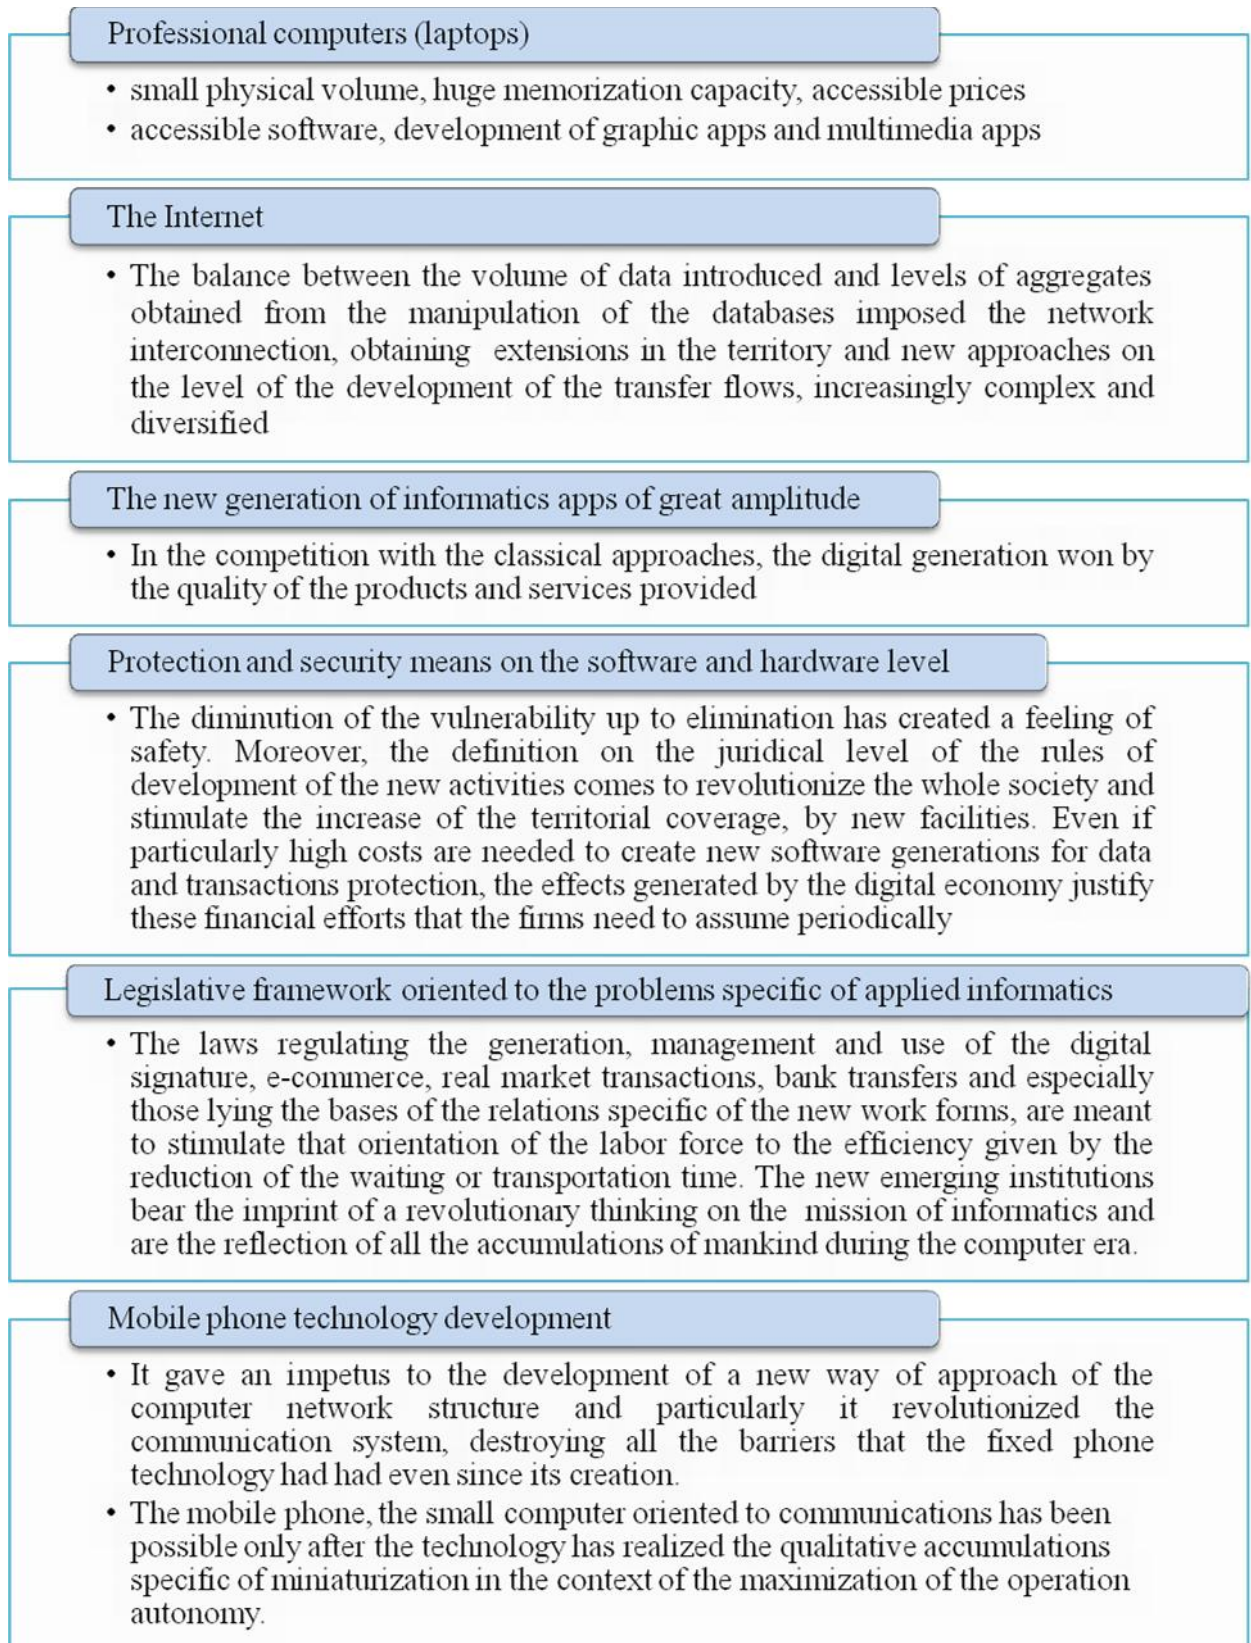 Professional computers (laptops)
• small physical volume, huge memorization capacity, accessible prices
• accessible software, development of graphic apps and multimedia apps
The Internet
• The balance between the volume of data introduced and levels of aggregates
obtained from the manipulation of the databases imposed the network
interconnection, obtaining extensions in the territory and new approaches on
the level of the development of the transfer flows, increasingly complex and
diversified
The new generation of informatics apps of great amplitude
• In the competition with the classical approaches, the digital generation won by
the quality of the products and services provided
Protection and security means on the software and hardware level
• The diminution of the vulnerability up to elimination has created a feeling of
safety. Moreover, the definition on the juridical level of the rules of
development of the new activities comes to revolutionize the whole society and
stimulate the increase of the territorial coverage, by new facilities. Even if
particularly high costs are needed to create new software generations for data
and transactions protection, the effects generated by the digital economy justify
these financial efforts that the firms need to assume periodically
Legislative framework oriented to the problems specific of applied informatics
• The laws regulating the generation, management and use of the digital
signature, e-commerce, real market transactions, bank transfers and especially
those lying the bases of the relations specific of the new work forms, are meant
to stimulate that orientation of the labor force to the efficiency given by the
reduction of the waiting or transportation time. The new emerging institutions
bear the imprint of a revolutionary thinking on the mission of informatics and
are the reflection of all the accumulations of mankind during the computer era.
Mobile phone technology development
• It gave an impetus to the development of a new way of approach of the
computer network structure and particularly it revolutionized the
communication system, destroying all the barriers that the fixed phone
technology had had even since its creation.
• The mobile phone, the small computer oriented to communications has been
possible only after the technology has realized the qualitative accumulations
specific of miniaturization in the context of the maximization of the operation
autonomy.